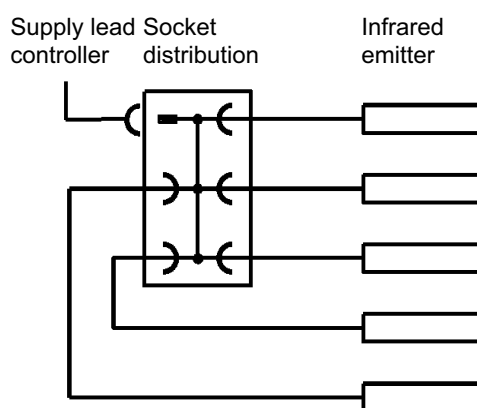 Supply lead
controller
Socket
distribution
Infrared
emitter